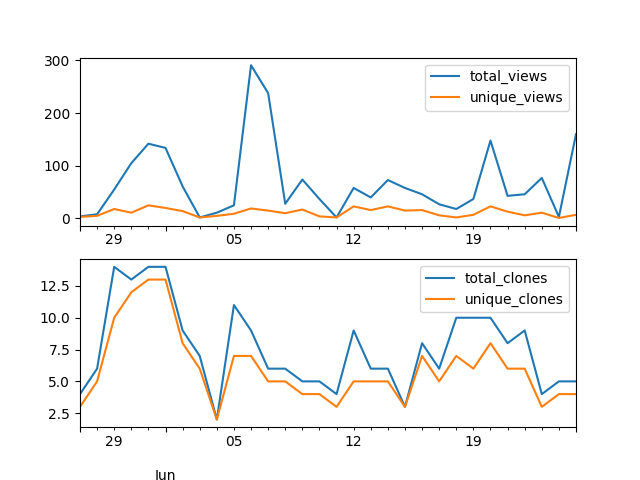 300
200
100
0
total_views
unique_views
29 05 12 19
12.5
10.0
7.5
5.0
2.5
total_clones
unique_clones
29 05 12 19
Jun